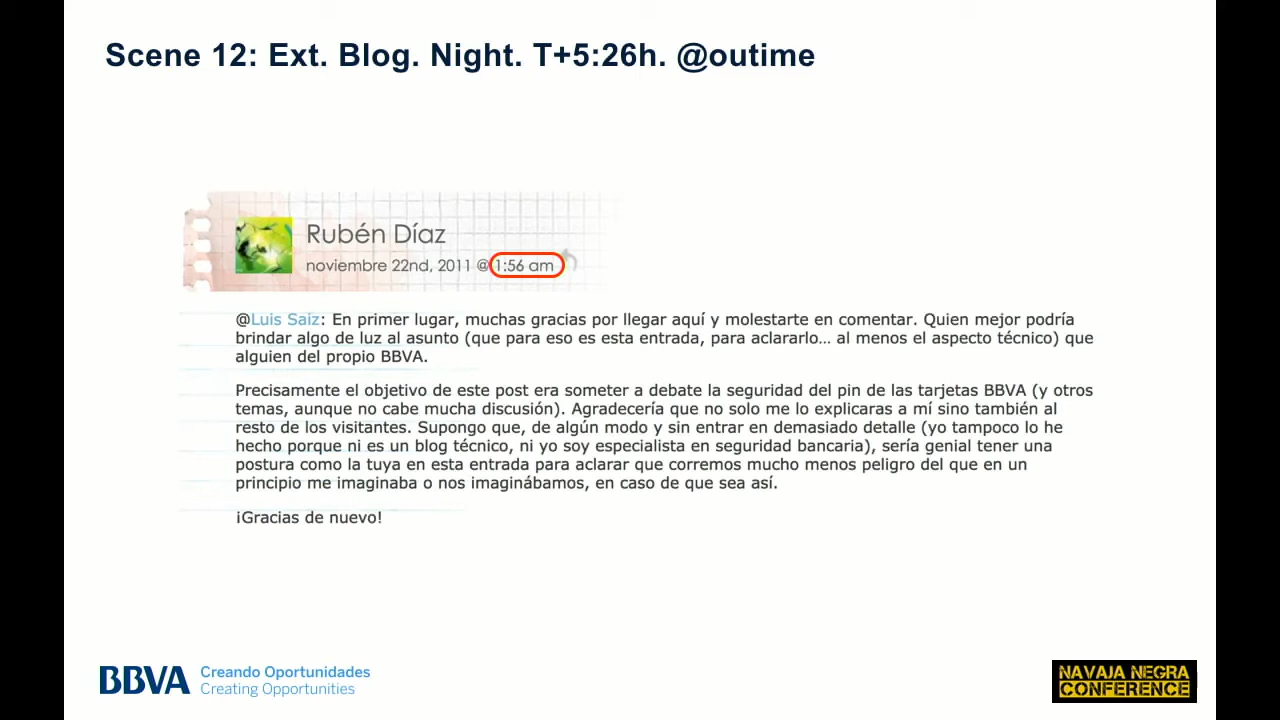 Scene 12: Ext. Blog. Night. T+5:26h. @outime
Rubén Díaz
noviembre 22nd, 2011 @ 1:56 am
@Luis Saiz: En primer lugar, muchas gracias por llegar aquí y molestarte en comentar. Quien mejor podría
brindar algo de luz al asunto (que para eso es esta entrada, para aclararlo... al menos el aspecto técnico) que
alguien del propio BBVA.
Precisamente el objetivo de este post era someter a debate la seguridad del pin de las tarjetas BBVA (y otros
temas, aunque no cabe mucha discusión). Agradecería que no solo me lo explicaras a mí sino también al
resto de los visitantes. Supongo que, de algún modo y sin entrar en demasiado detalle (yo tampoco lo he
hecho porque ni es un blog técnico, ni yo soy especialista en seguridad bancaria), sería genial tener una
postura como la tuya en esta entrada para aclarar que corremos mucho menos peligro del que en un
principio me imaginaba o nos imaginábamos, en caso de que sea así.
¡Gracias de nuevo!
BBVA Creando Oportunidades
Creating Opportunities
NAVAJA NEGRA
CONFERENCE